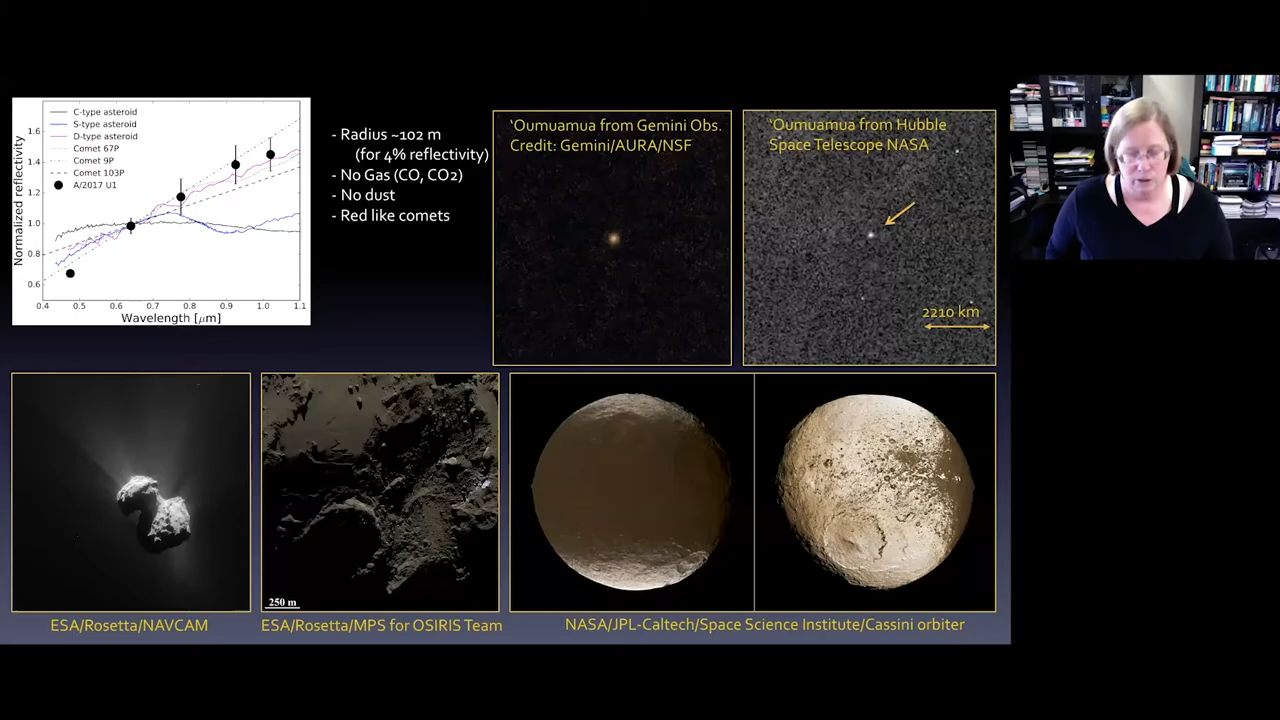 C-type asteroid
S-type asteroid
D-type asteroid
Comet 67P
Comet 9P
Comet 103P
A/2017 U1
Normalized reflectivity
1.6
1.4
1.2
1.0
0.8
0.6
0.4
0.5
0.6
0.7
0.8
0.9
1.0
1.1
Wavelength [μm]
- Radius ~102 m
(for 4% reflectivity)
- No Gas (CO, CO2)
- No dust
- Red like comets
‘Oumuamua from Gemini Obs.
Credit: Gemini/AURA/NSF
‘Oumuamua from Hubble
Space Telescope NASA
2210 km
250 m
ESA/Rosetta/NAVCAM
ESA/Rosetta/MPS for OSIRIS Team
NASA/JPL-Caltech/Space Science Institute/Cassini orbiter